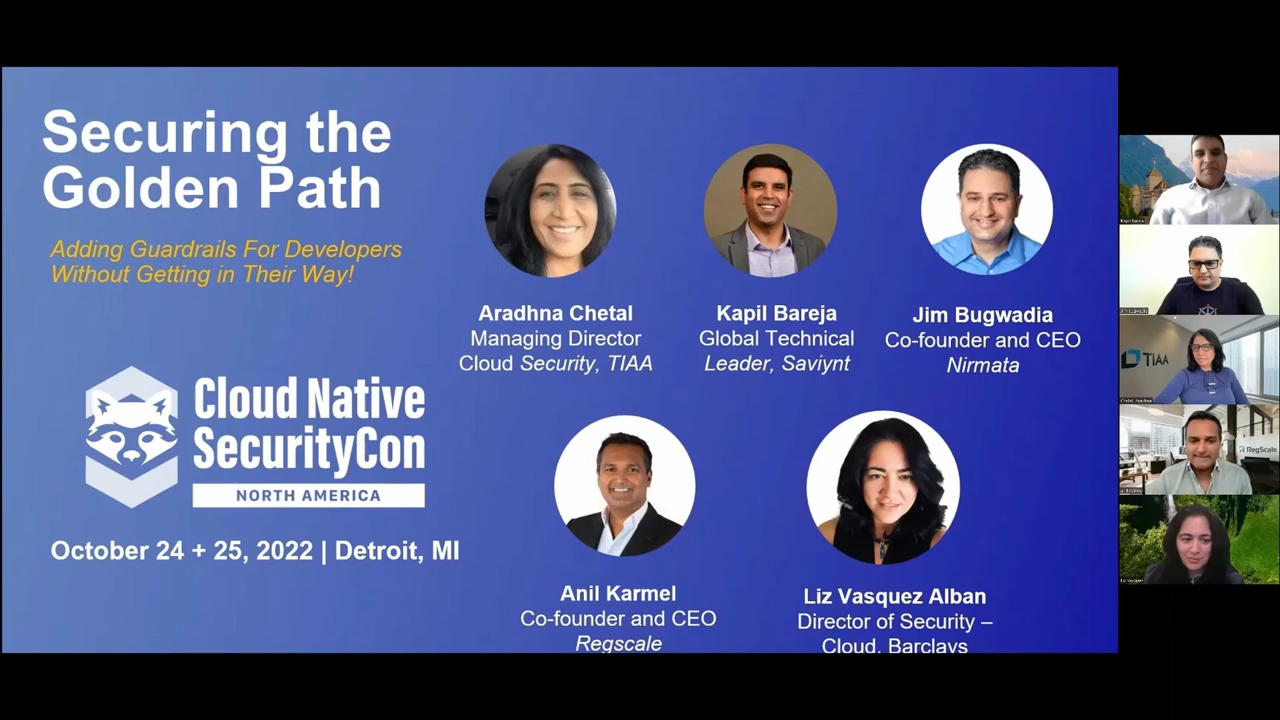 Securing the
Golden Path
Adding Guardrails For Developers
Without Getting in Their Way!
Cloud Native
SecurityCon
NORTH AMERICA
October 24 + 25, 2022 | Detroit, MI
Aradhna Chetal
Managing Director
Cloud Security, TIAA
Kapil Bareja
Global Technical
Leader, Saviynt
Jim Bugwadia
Co-founder and CEO
Nirmata
Anil Karmel
Co-founder and CEO
Regscale
Liz Vasquez Alban
Director of Security –
Cloud, Barclays
Kapil Bareja
TIAA
RegScale